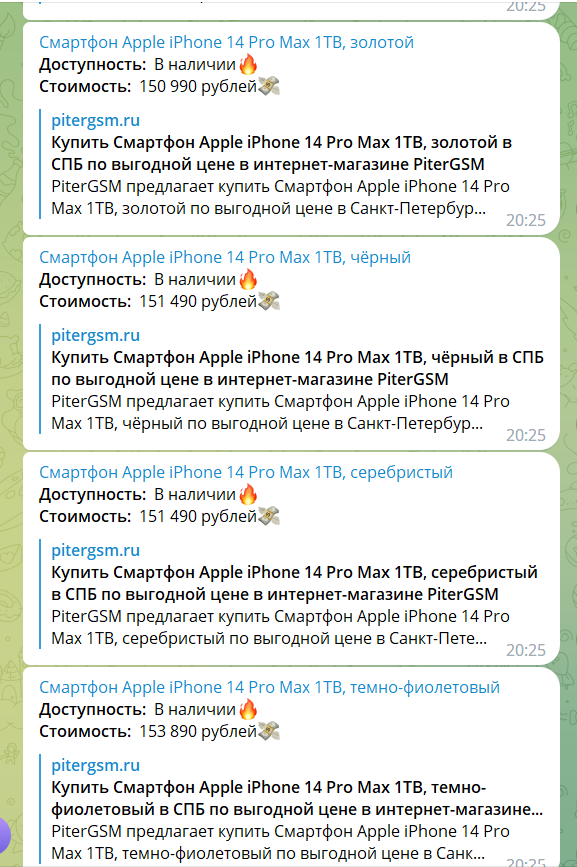 20:25
Смартфон Apple iPhone 14 Pro Max 1TB, золотой
Доступность: В наличии🔥
Стоимость: 150 990 рублей💸
pitergsm.ru
Купить Смартфон Apple iPhone 14 Pro Max 1TB, золотой в
СПБ по выгодной цене в интернет-магазине PiterGSM
PiterGSM предлагает купить Смартфон Apple iPhone 14 Pro
Max 1TB, золотой по выгодной цене в Санкт-Петербур...
20:25
Смартфон Apple iPhone 14 Pro Max 1TB, чёрный
Доступность: В наличии🔥
Стоимость: 151 490 рублей💸
pitergsm.ru
Купить Смартфон Apple iPhone 14 Pro Max 1TB, чёрный в СПБ
по выгодной цене в интернет-магазине PiterGSM
PiterGSM предлагает купить Смартфон Apple iPhone 14 Pro
Max 1TB, чёрный по выгодной цене в Санкт-Петербур...
20:25
Смартфон Apple iPhone 14 Pro Max 1TB, серебристый
Доступность: В наличии🔥
Стоимость: 151 490 рублей💸
pitergsm.ru
Купить Смартфон Apple iPhone 14 Pro Max 1TB, серебристый
в СПБ по выгодной цене в интернет-магазине PiterGSM
PiterGSM предлагает купить Смартфон Apple iPhone 14 Pro
Max 1TB, серебристый по выгодной цене в Санкт-Пете...
20:25
Смартфон Apple iPhone 14 Pro Max 1TB, темно-фиолетовый
Доступность: В наличии🔥
Стоимость: 153 890 рублей💸
pitergsm.ru
Купить Смартфон Apple iPhone 14 Pro Max 1TB, темно-
фиолетовый в СПБ по выгодной цене в интернет-магазине...
PiterGSM предлагает купить Смартфон Apple iPhone 14 Pro
Max 1TB, темно-фиолетовый по выгодной цене в Санк...
20:25